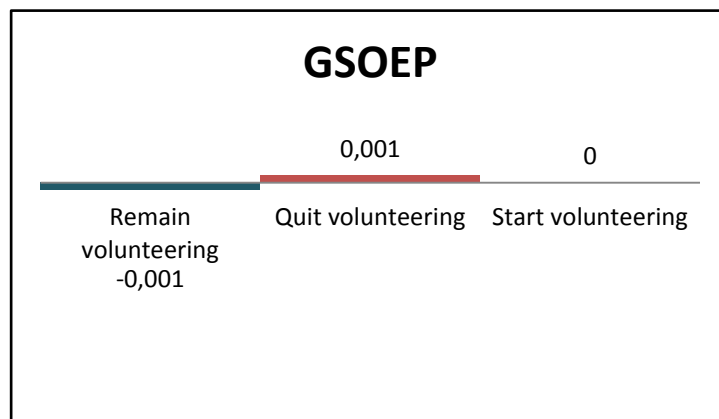 GSOEP
0,001
0
Remain
volunteering
-0,001
Quit volunteering
Start volunteering